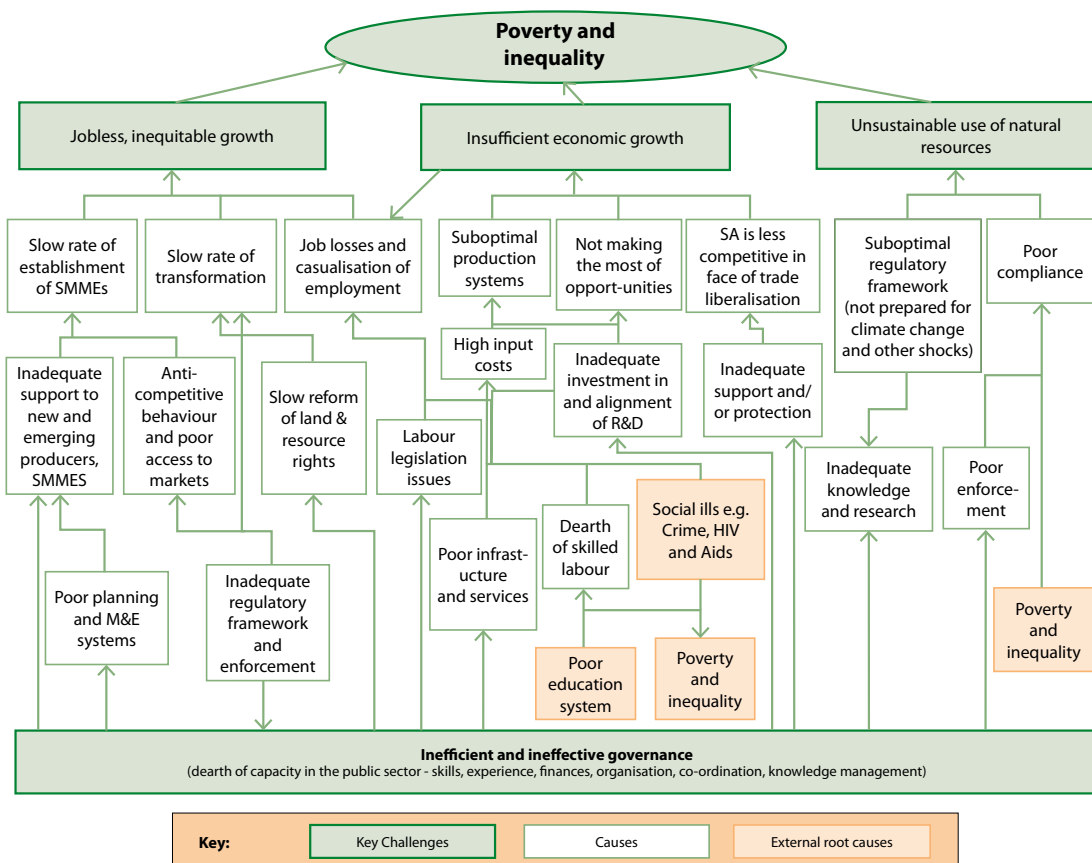 Poverty and
inequality
Jobless, inequitable growth
Insufficient economic growth
Unsustainable use of natural
resources
Slow rate of
establishment
of SMMEs
Slow rate of
transformation
Job losses and
casualisation of
employment
Suboptimal
production
systems
Not making
the most of
opport-unities
SA is less
competitive in
face of trade
liberalisation
Suboptimal
regulatory
framework
(not prepared for
climate change
and other shocks)
Poor
compliance
Inadequate
support to
new and
emerging
producers,
SMMES
Anti-
competitive
behaviour
and poor
access to
markets
Slow reform
of land &
resource
rights
Labour
legislation
issues
High input
costs
Inadequate
investment in
and alignment
of R&D
Inadequate
support and/
or protection
Inadequate
knowledge
and research
Poor
enforce-
ment
Poor planning
and M&E
systems
Inadequate
regulatory
framework
and
enforcement
Poor infrast-
ructure
and services
Dearth
of skilled
labour
Social ills e.g.
Crime, HIV
and Aids
Poor
education
system
Poverty
and
inequality
Poverty
and
inequality
Inefficient and ineffective governance
(dearth of capacity in the public sector - skills, experience, finances, organisation, co-ordination, knowledge management)
Key:
Key Challenges
Causes
External root causes